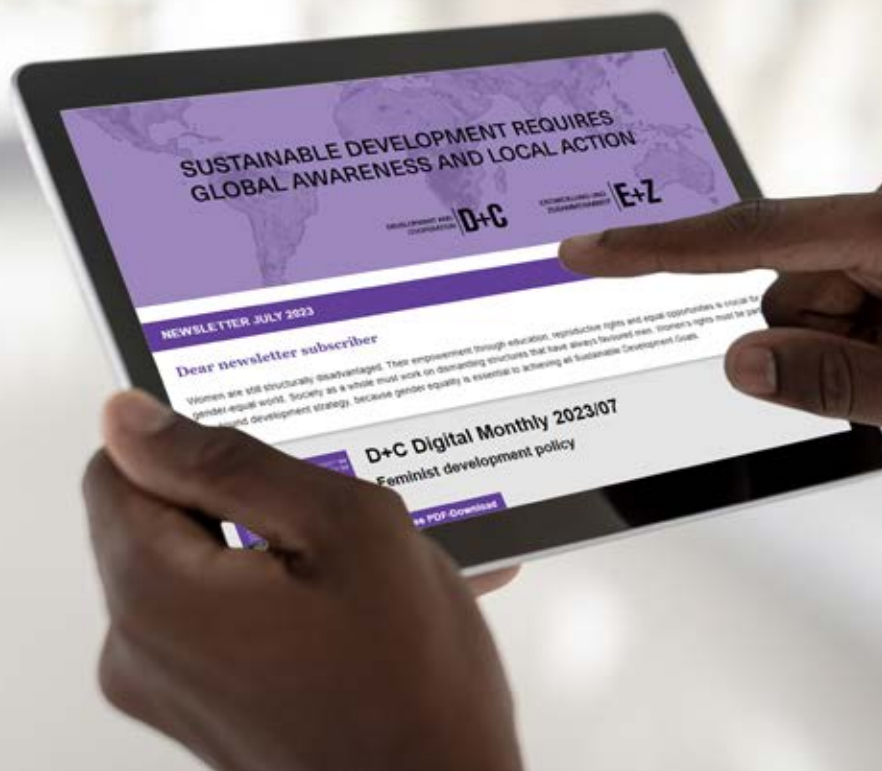 SUSTAINABLE DEVELOPMENT REQUIRES
GLOBAL AWARENESS AND LOCAL ACTION
DEVELOPMENT AND
COOPERATION
D+C
ENTWICKLUNG UND
ZUSAMMENARBEIT
E+Z
NEWSLETTER JULY 2023
Dear newsletter subscriber
Women are still structurally disadvantaged. Their empowerment through education, reproductive rights and equal opportunities is crucial for
gender-equal world. Society as a whole must work on dismantling structures that have always favoured men. Women's rights must be
development strategy, because gender equality is essential to achieving all Sustainable Development Goals.
D+C Digital Monthly 2023/07
Feminist development policy
PDF-Download